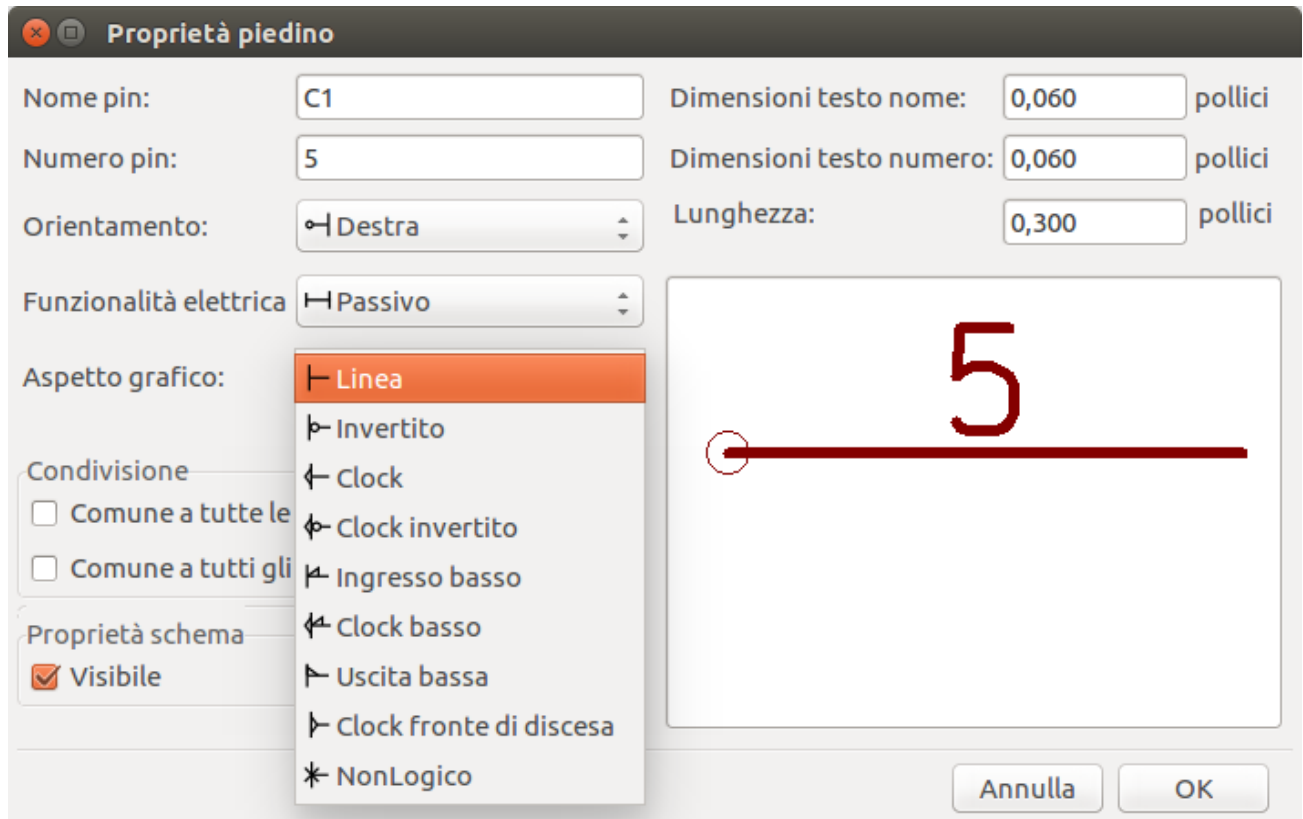 Proprietà piedino
Nome pin: C1 Dimensioni testo nome: 0,060 pollici
Numero pin: 5 Dimensioni testo numero: 0,060 pollici
Orientamento: Destra Lunghezza: 0,300 pollici
Funzionalità elettrica Passivo
5
Aspetto grafico: Linea
Invertito
Condivisione
Clock
Comune a tutte le
Clock invertito
Comune a tutti gli
Ingresso basso
Proprietà schema
Clock basso
Visibile
Uscita bassa
Clock fronte di discesa
NonLogico
Annulla OK